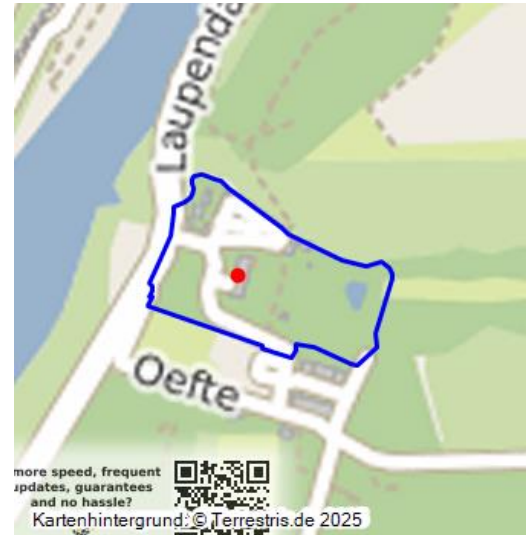 Laupenda
Oefte
more speed, frequent
updates, guarantees
and no hassle?
Kartenhintergrund: © Terrestris.de 2025